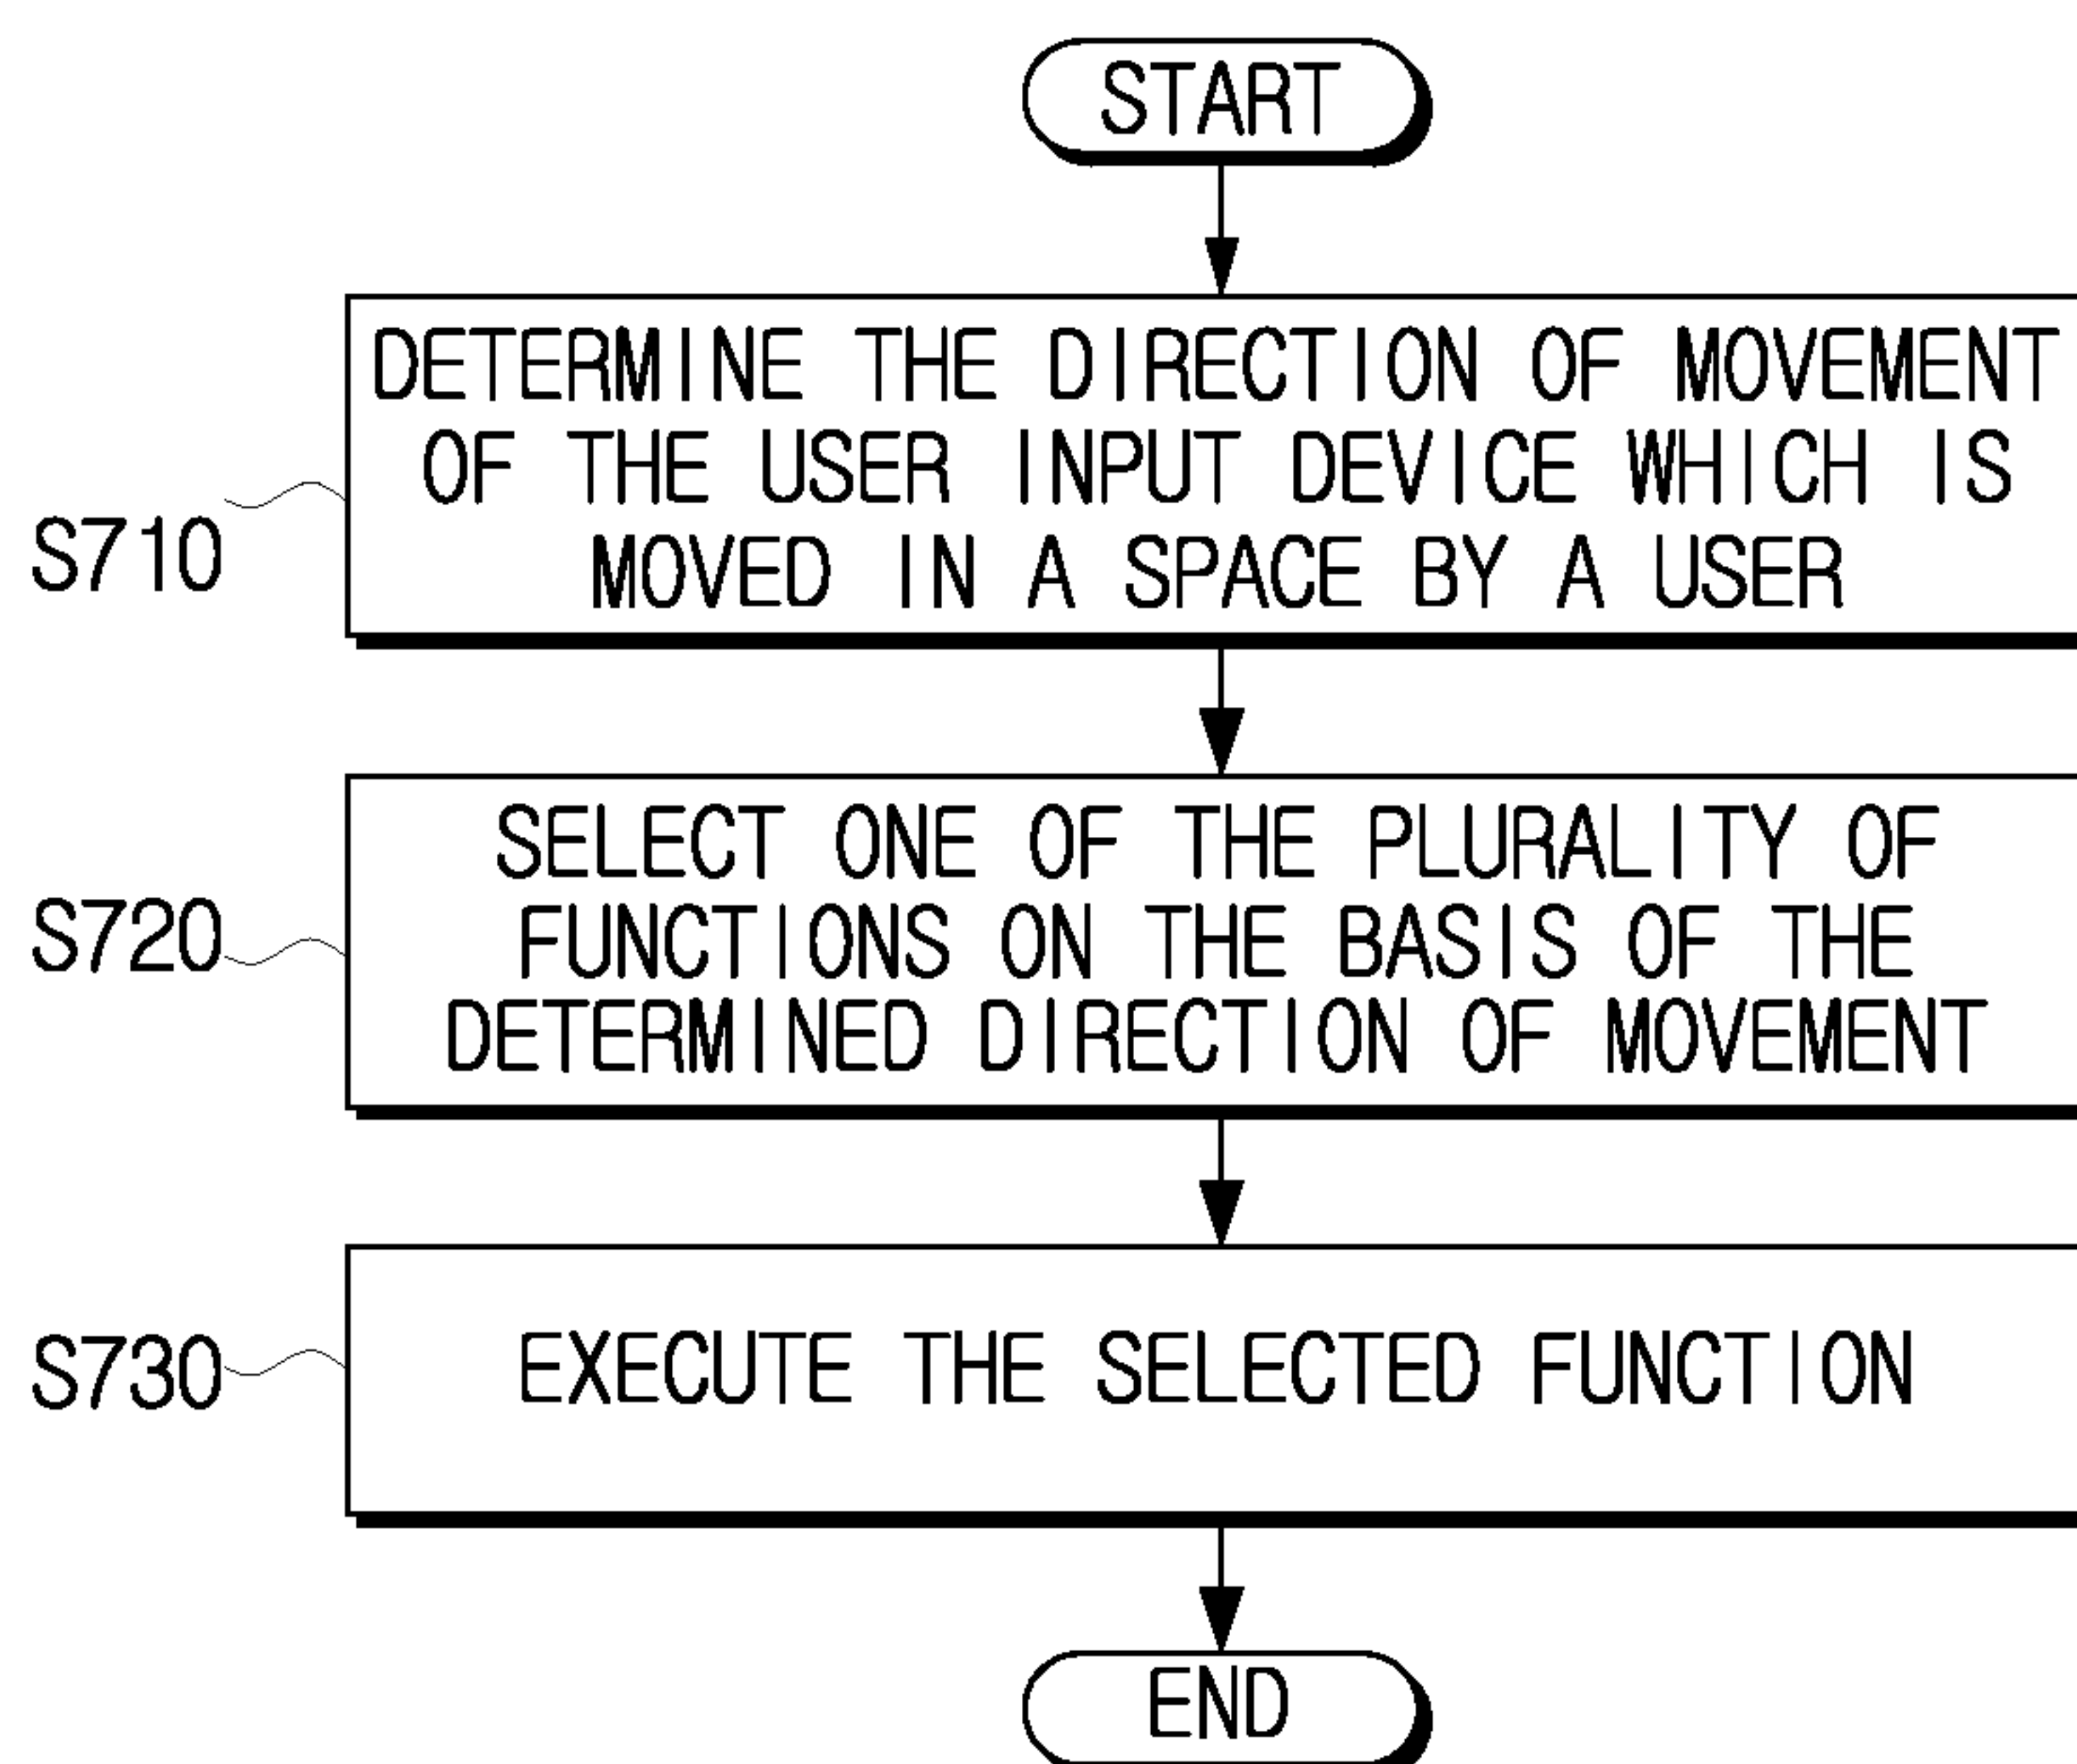 START
DETERMINE THE DIRECTION OF MOVEMENT
OF THE USER INPUT DEVICE WHICH IS
MOVED IN A SPACE BY A USER
S710
SELECT ONE OF THE PLURALITY OF
FUNCTIONS ON THE BASIS OF THE
DETERMINED DIRECTION OF MOVEMENT
S720
EXECUTE THE SELECTED FUNCTION
S730
END